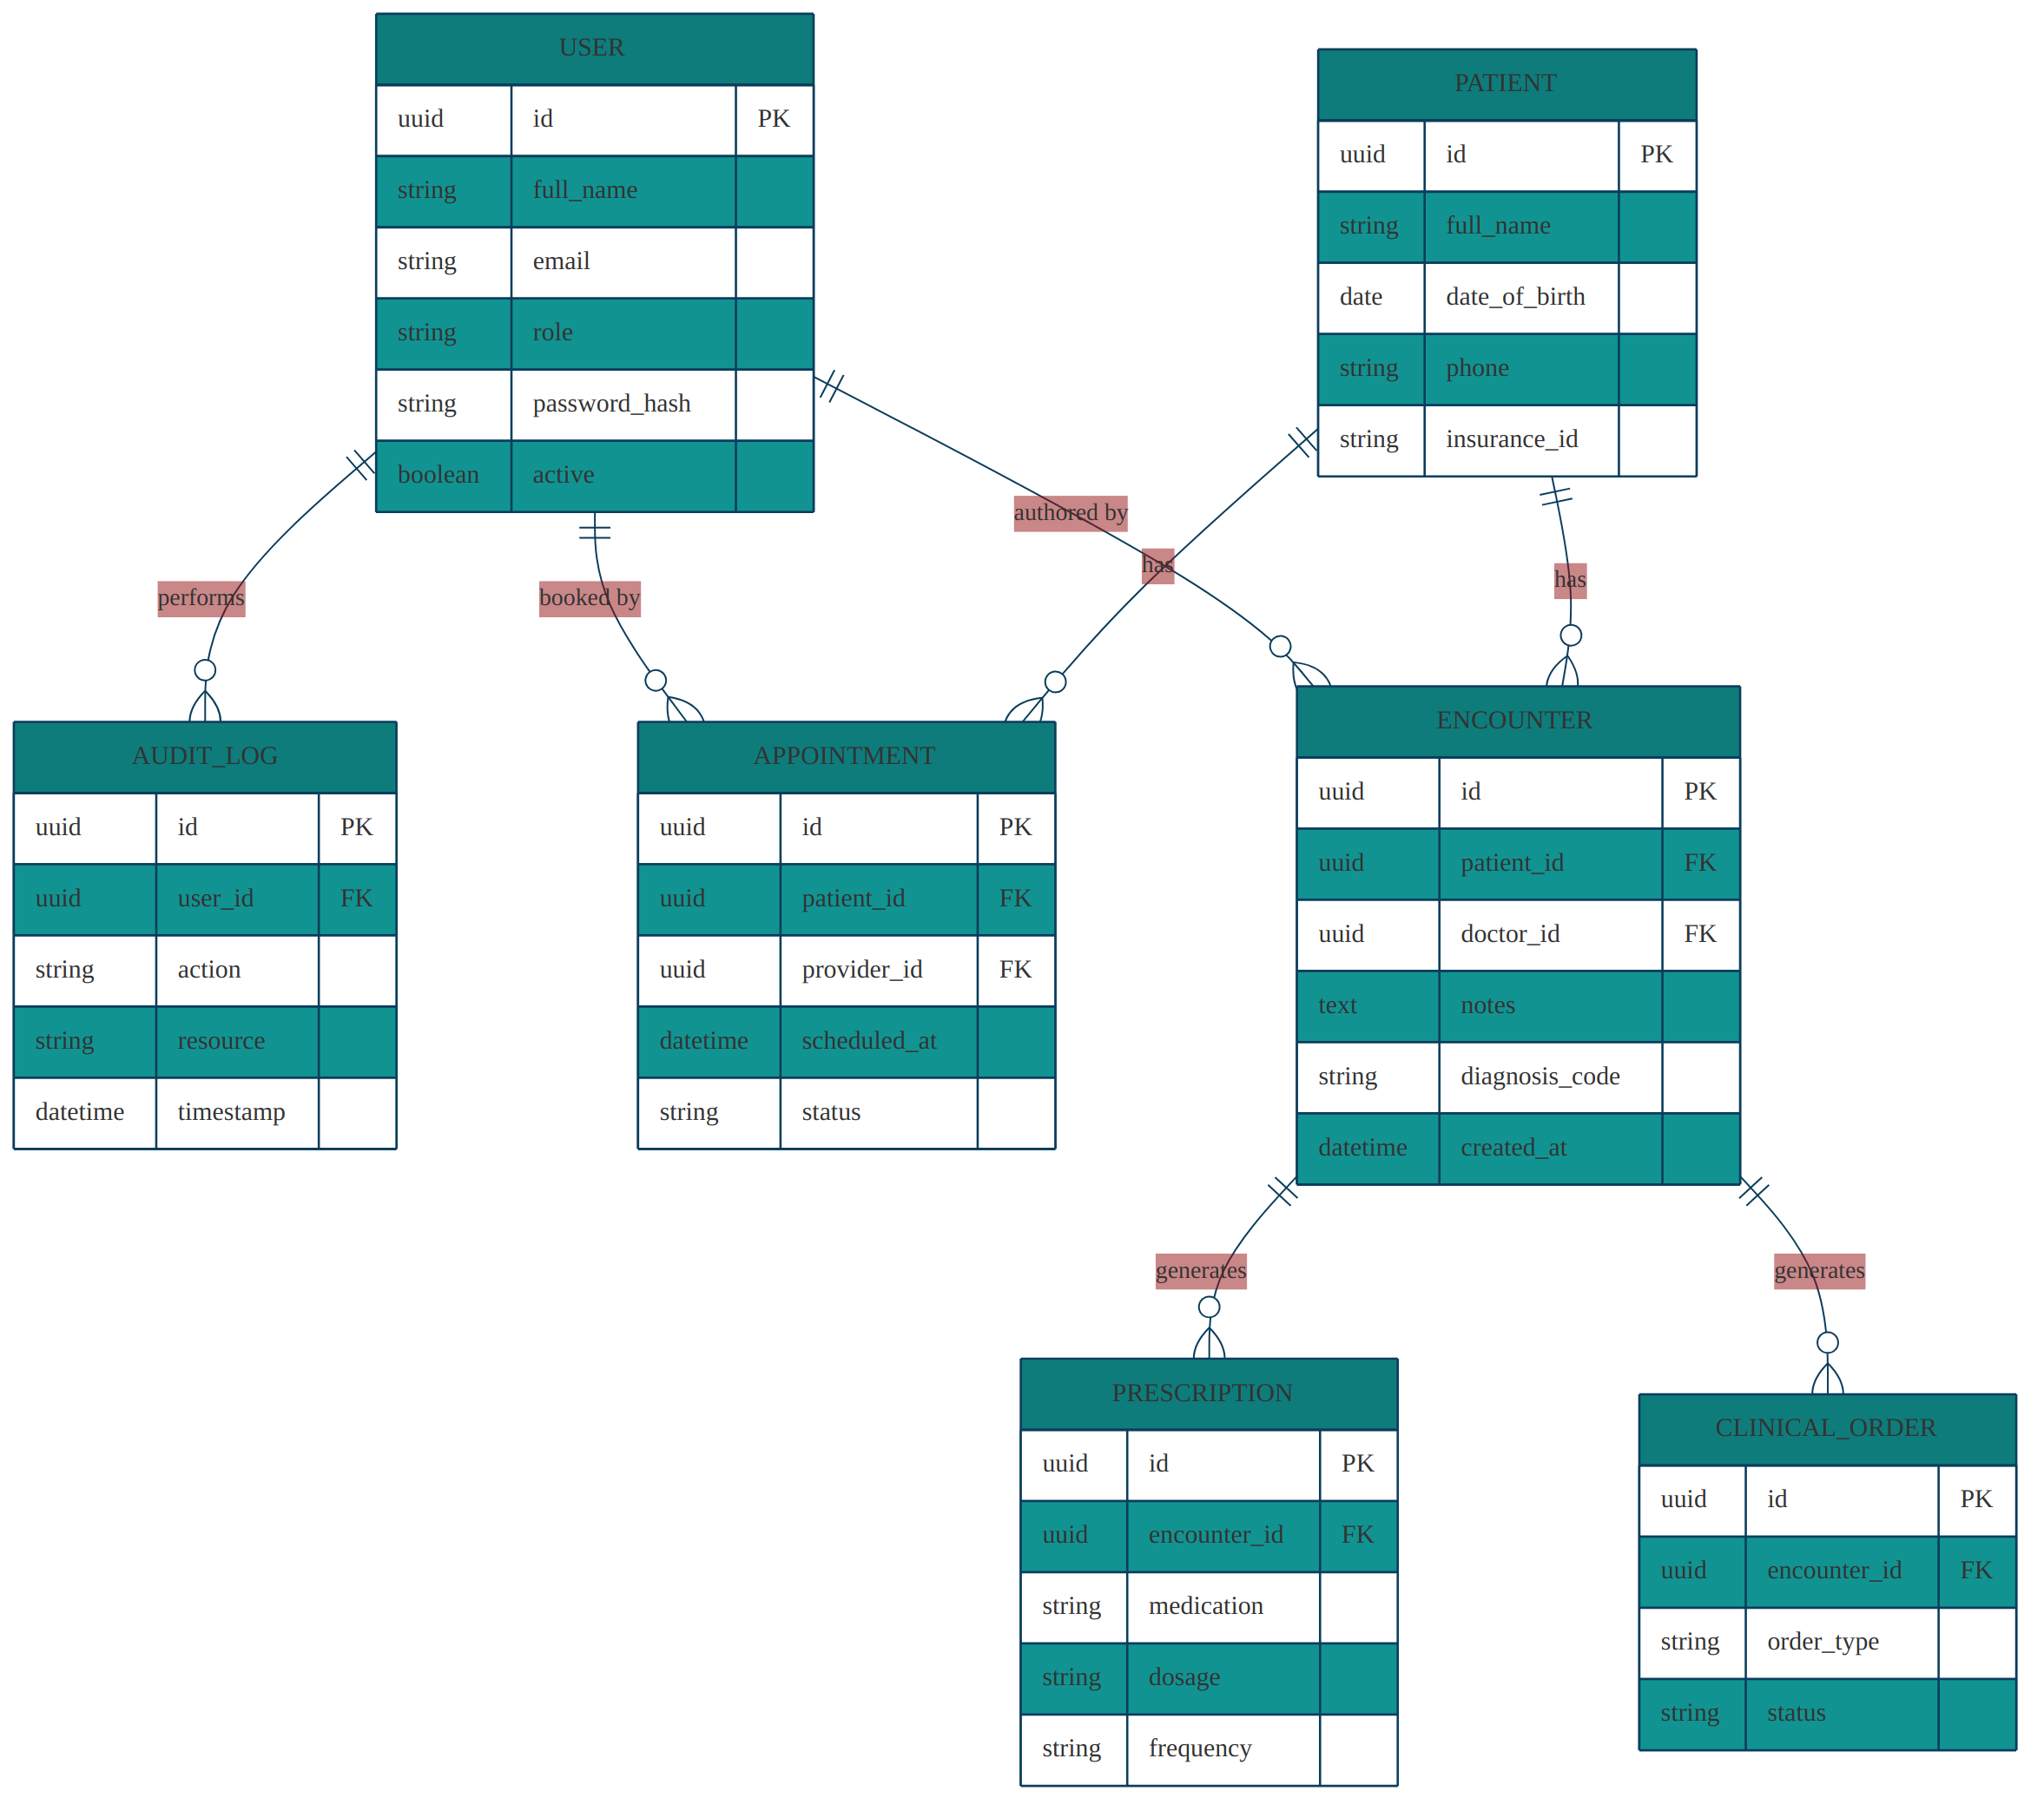 USER
uuid id PK
string full_name
string email
string role
string password_hash
boolean active
PATIENT
uuid id PK
string full_name
date date_of_birth
string phone
string insurance_id
authored by
has
has
performs
booked by
AUDIT_LOG
uuid id PK
uuid user_id FK
string action
string resource
datetime timestamp
APPOINTMENT
uuid id PK
uuid patient_id FK
uuid provider_id FK
datetime scheduled_at
string status
ENCOUNTER
uuid id PK
uuid patient_id FK
uuid doctor_id FK
text notes
string diagnosis_code
datetime created_at
generates
generates
PRESCRIPTION
uuid id PK
uuid encounter_id FK
string medication
string dosage
string frequency
CLINICAL_ORDER
uuid id PK
uuid encounter_id FK
string order_type
string status